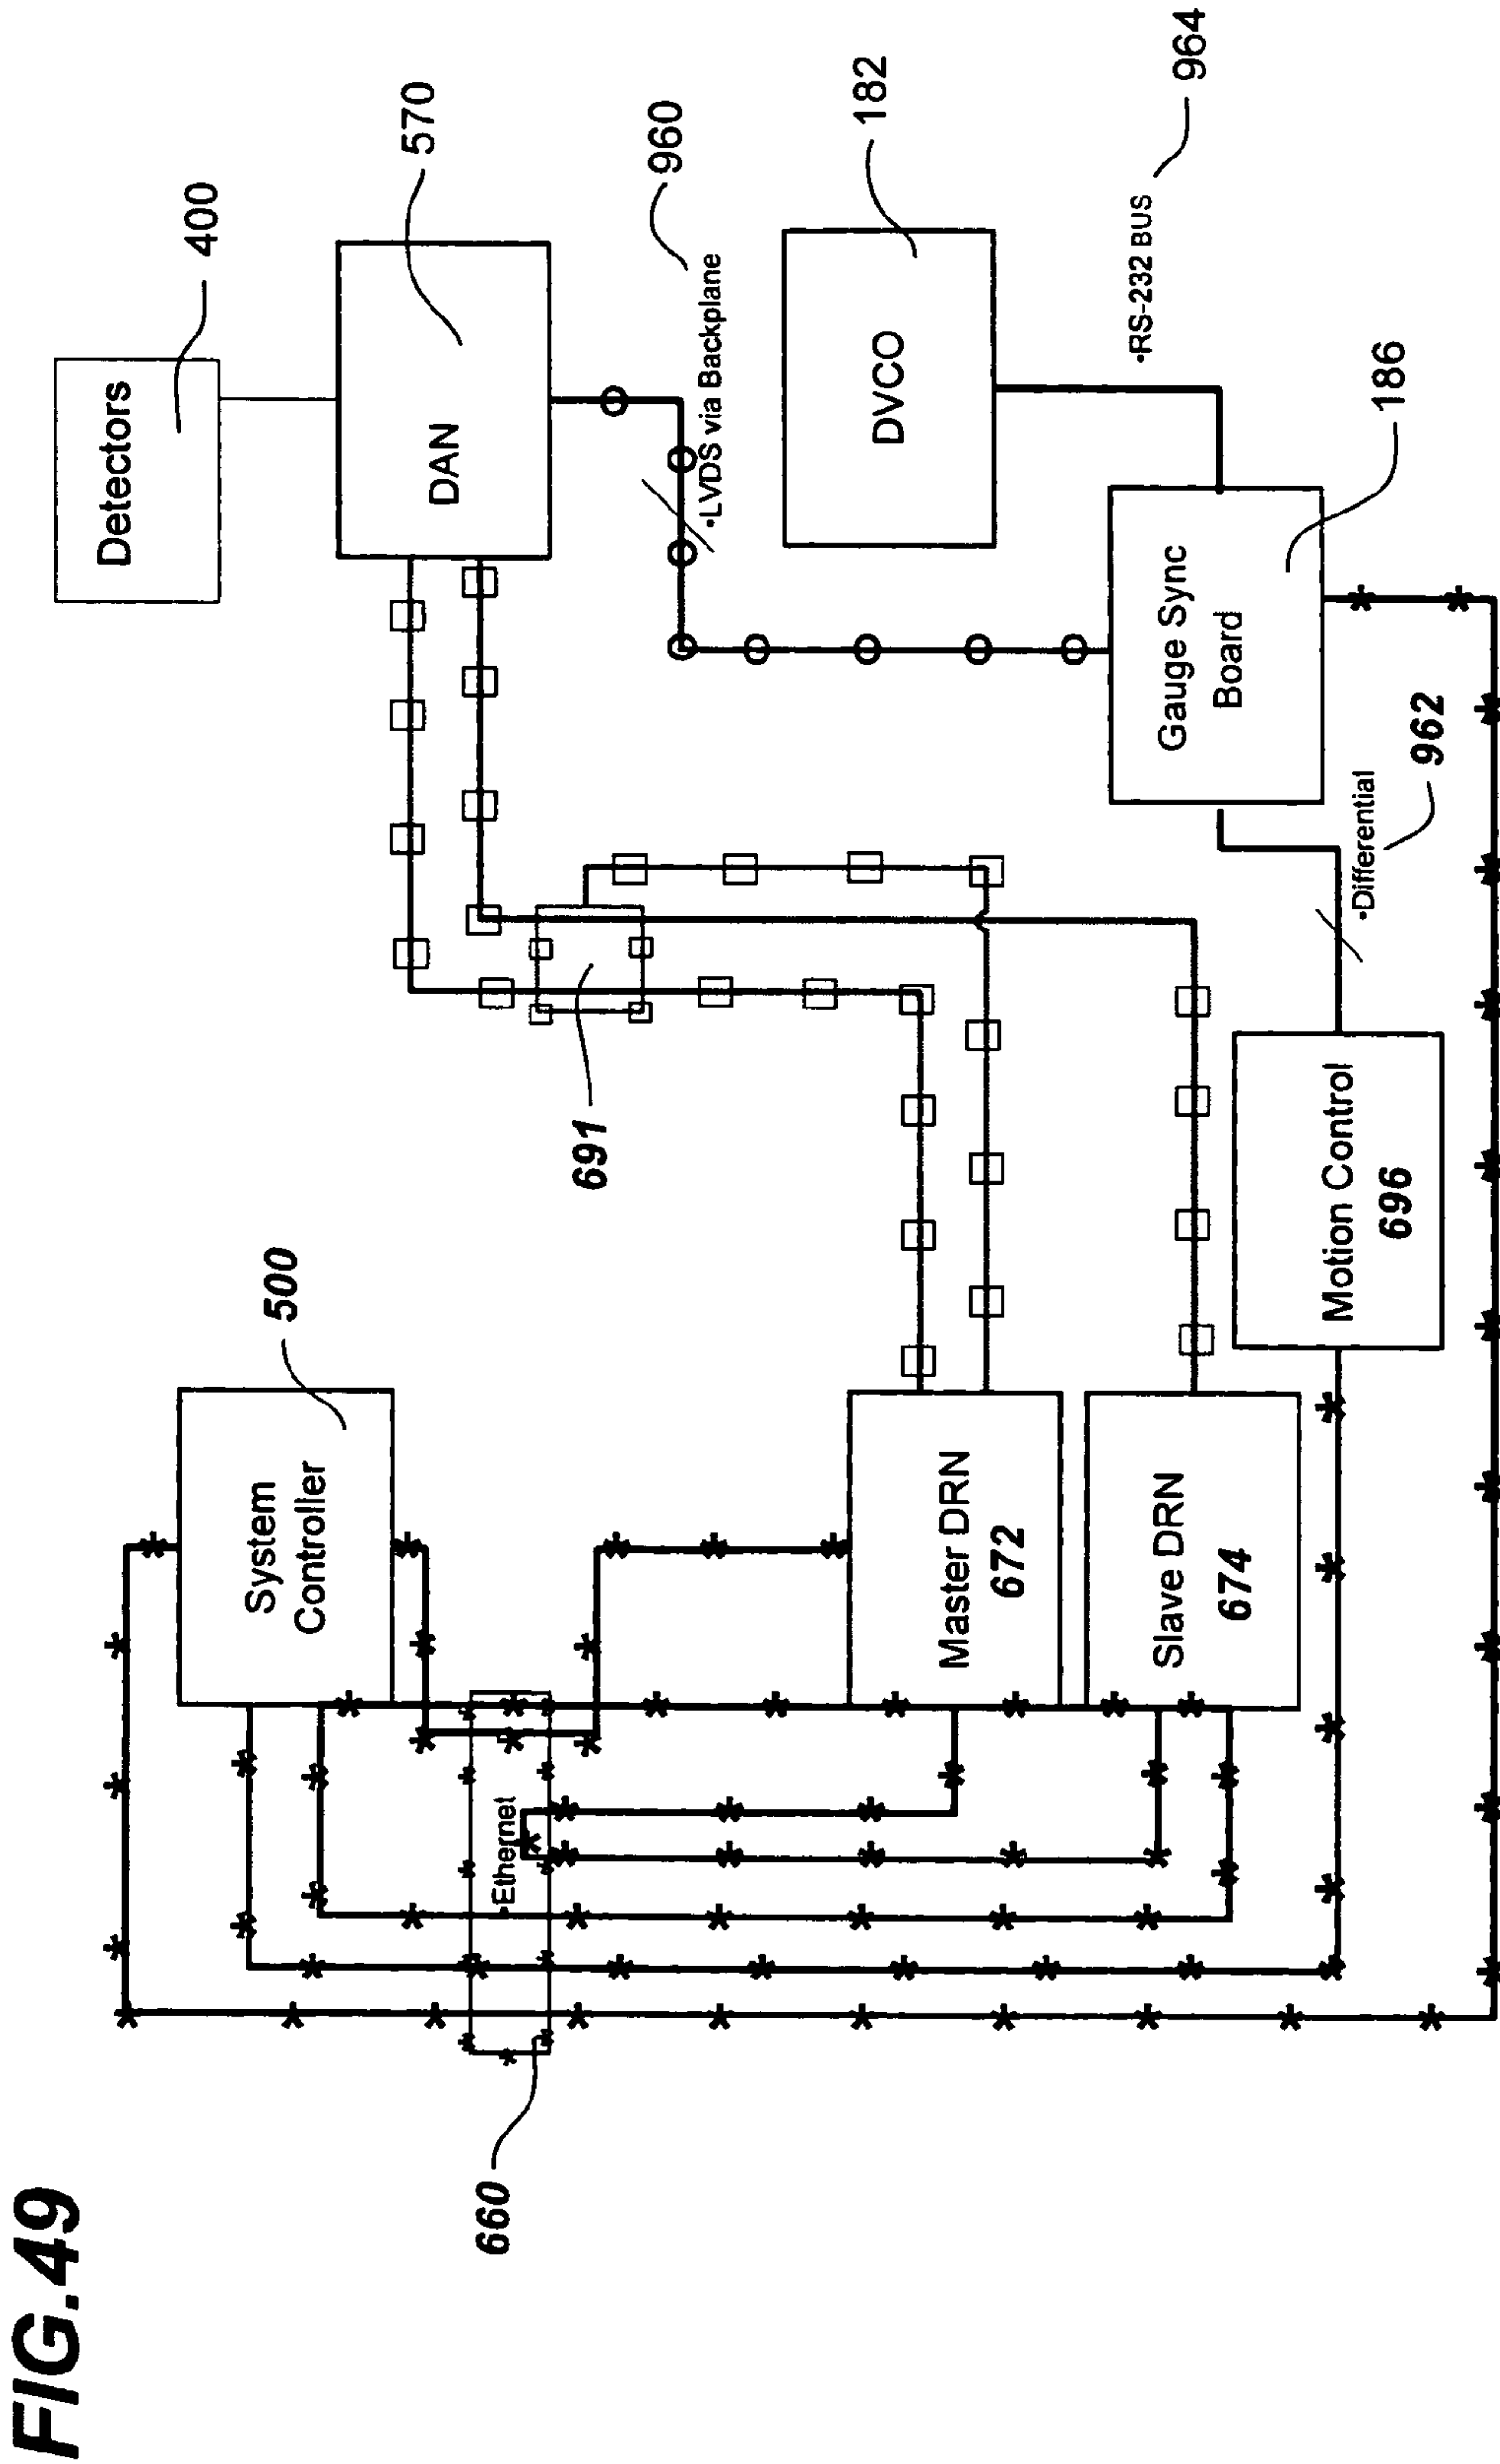 FIG.49
Detectors
400
DAN
570
•LVDS via Backplane
960
DVCO
182
•RS-232 BUS
964
Gauge Sync
Board
186
•Differential
962
691
System
Controller
500
•Ethernet
660
Master DRN
672
Slave DRN
674
Motion Control
696